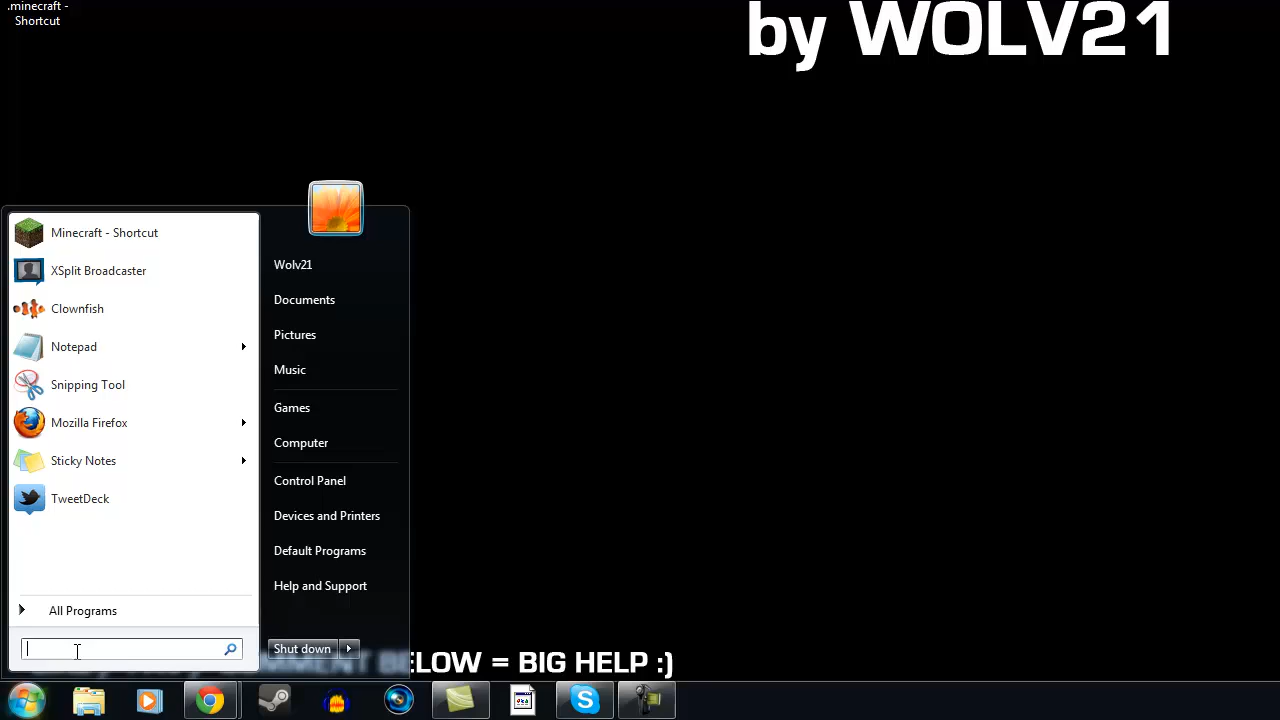 .minecraft -
Shortcut
by WOLV21
Minecraft - Shortcut
XSplit Broadcaster
Clownfish
Notepad
Snipping Tool
Mozilla Firefox
Sticky Notes
TweetDeck
All Programs
Wolv21
Documents
Pictures
Music
Games
Computer
Control Panel
Devices and Printers
Default Programs
Help and Support
Shut down
COMMENT BELOW = BIG HELP :)